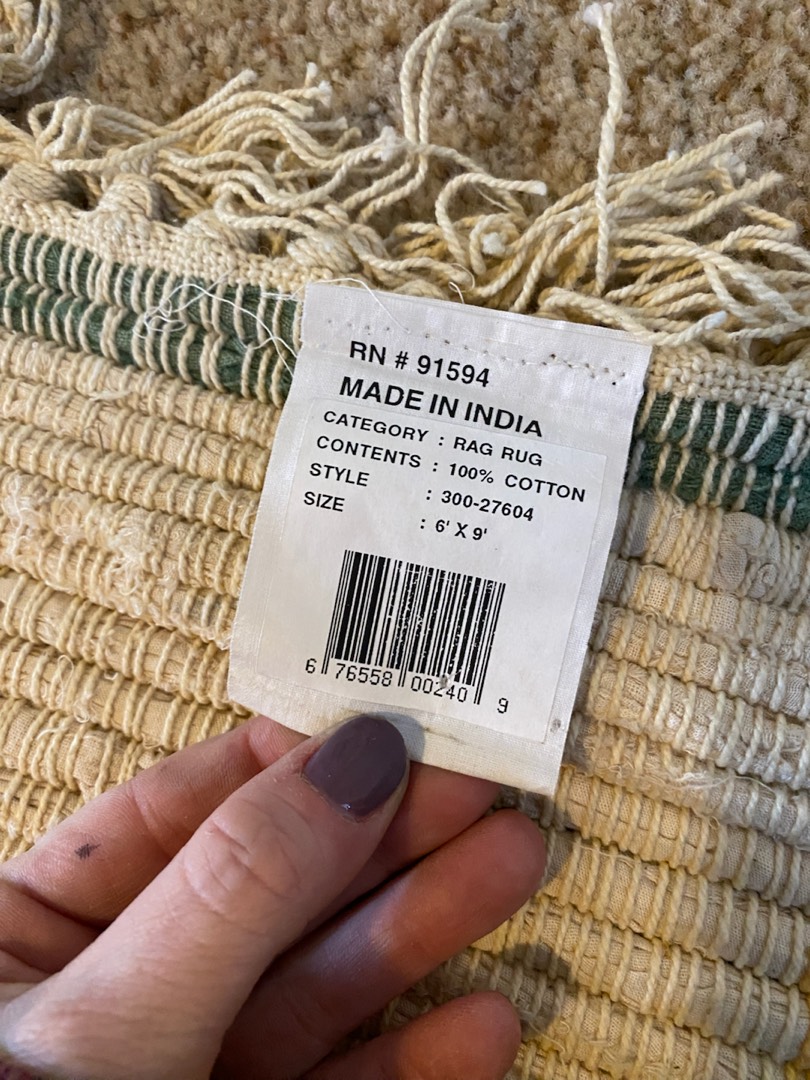 RN # 91594
MADE IN INDIA
CATEGORY : RAG RUG
CONTENTS : 100% COTTON
STYLE : 300-27604
SIZE : 6' X 9'
6 76558 00240 9